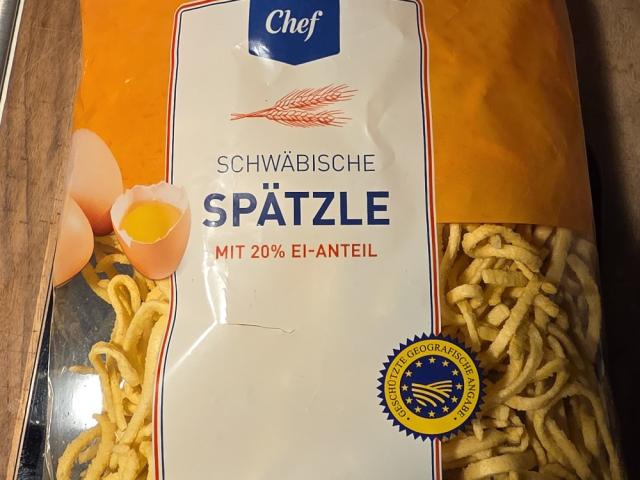 Chef
SCHWÄBISCHE
SPÄTZLE
MIT 20% EI-ANTEIL
GESCHÜTZTE GEOGRAFISCHE ANGABE